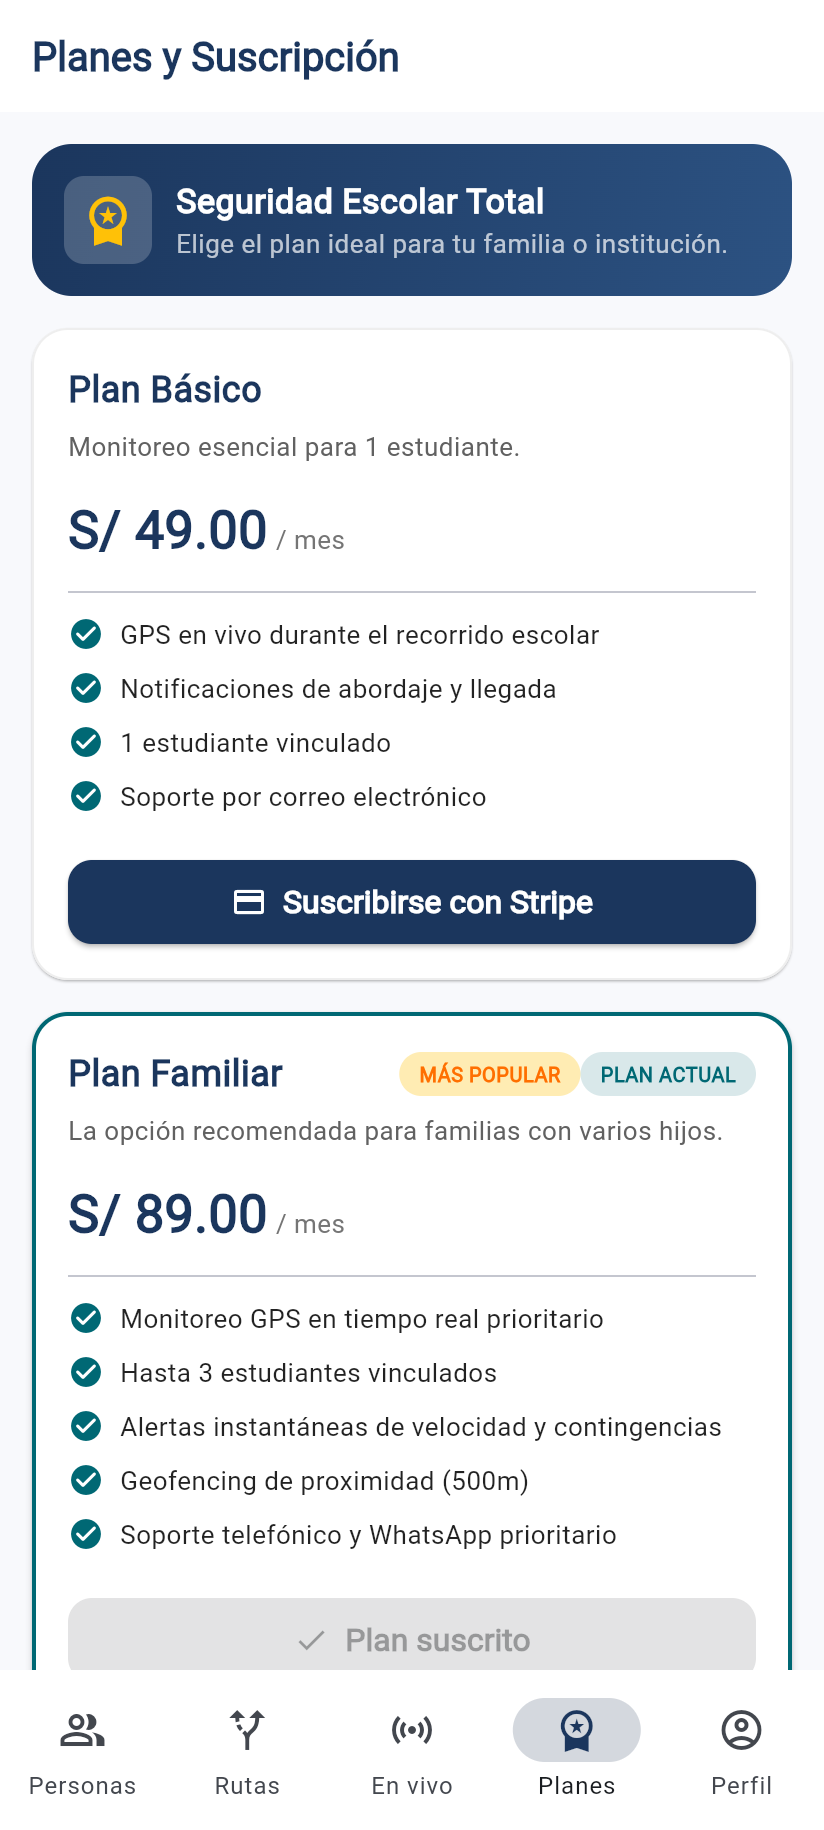 Planes y Suscripción
Seguridad Escolar Total
Elige el plan ideal para tu familia o institución.
Plan Básico
Monitoreo esencial para 1 estudiante.
S/ 49.00 / mes
GPS en vivo durante el recorrido escolar
Notificaciones de abordaje y llegada
1 estudiante vinculado
Soporte por correo electrónico
Suscribirse con Stripe
Plan Familiar
MÁS POPULAR
PLAN ACTUAL
La opción recomendada para familias con varios hijos.
S/ 89.00 / mes
Monitoreo GPS en tiempo real prioritario
Hasta 3 estudiantes vinculados
Alertas instantáneas de velocidad y contingencias
Geofencing de proximidad (500m)
Soporte telefónico y WhatsApp prioritario
Plan suscrito
Personas
Rutas
En vivo
Planes
Perfil